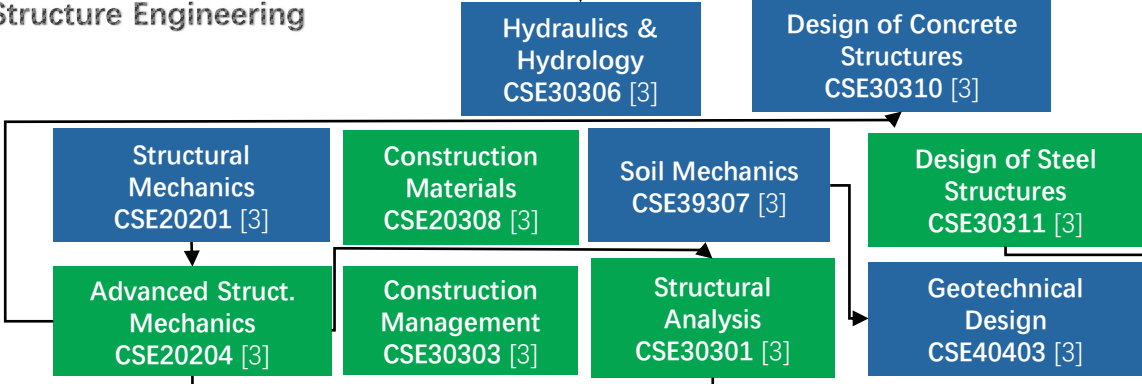 Structure Engineering
Hydraulics &
Hydrology
CSE30306 [3]
Design of Concrete
Structures
CSE30310 [3]
Structural
Mechanics
CSE20201 [3]
Construction
Materials
CSE20308 [3]
Soil Mechanics
CSE39307 [3]
Design of Steel
Structures
CSE30311 [3]
Advanced Struct.
Mechanics
CSE20204 [3]
Construction
Management
CSE30303 [3]
Structural
Analysis
CSE30301 [3]
Geotechnical
Design
CSE40403 [3]